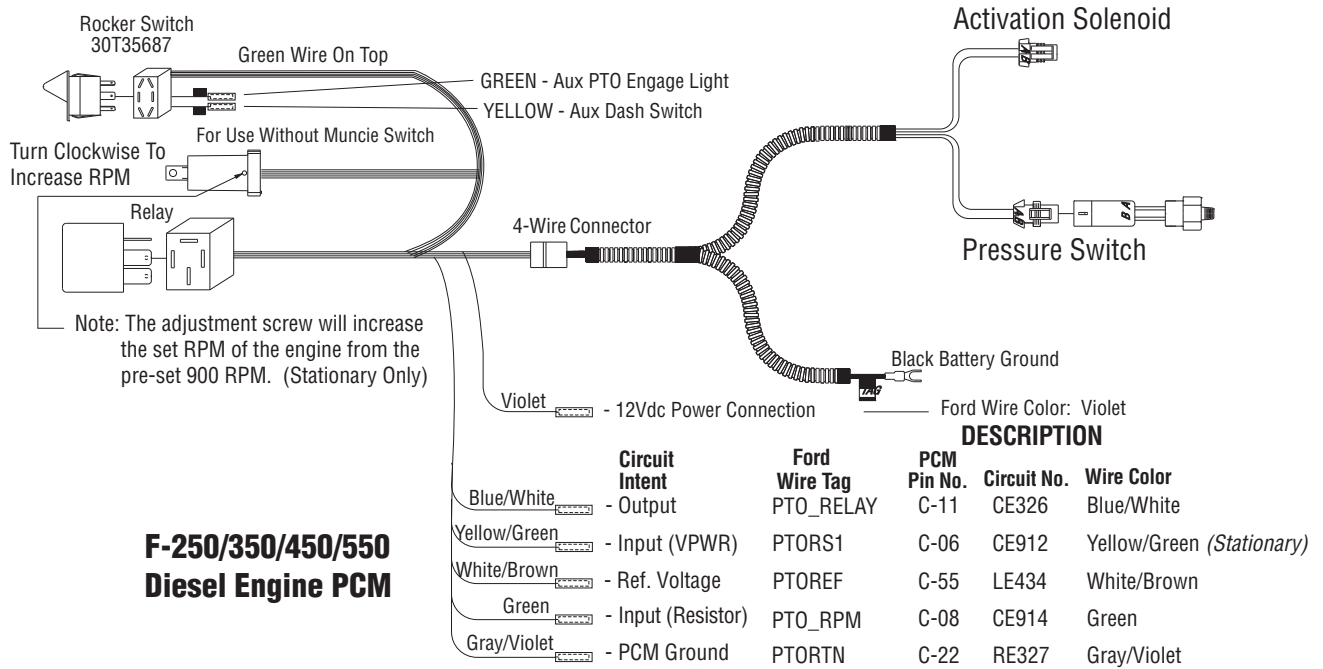 Rocker Switch
30T35687
Green Wire On Top
GREEN - Aux PTO Engage Light
YELLOW - Aux Dash Switch
For Use Without Muncie Switch
Turn Clockwise To
Increase RPM
Relay
4-Wire Connector
Activation Solenoid
Pressure Switch
B A
Note: The adjustment screw will increase
the set RPM of the engine from the
pre-set 900 RPM. (Stationary Only)
Black Battery Ground
TAG
Violet - 12Vdc Power Connection
Ford Wire Color: Violet
DESCRIPTION
Circuit Intent
Ford Wire Tag
PCM Pin No.
Circuit No.
Wire Color
Blue/White - Output PTO_RELAY C-11 CE326 Blue/White
Yellow/Green - Input (VPWR) PTORS1 C-06 CE912 Yellow/Green (Stationary)
White/Brown - Ref. Voltage PTOREF C-55 LE434 White/Brown
Green - Input (Resistor) PTO_RPM C-08 CE914 Green
Gray/Violet - PCM Ground PTORTN C-22 RE327 Gray/Violet
F-250/350/450/550
Diesel Engine PCM